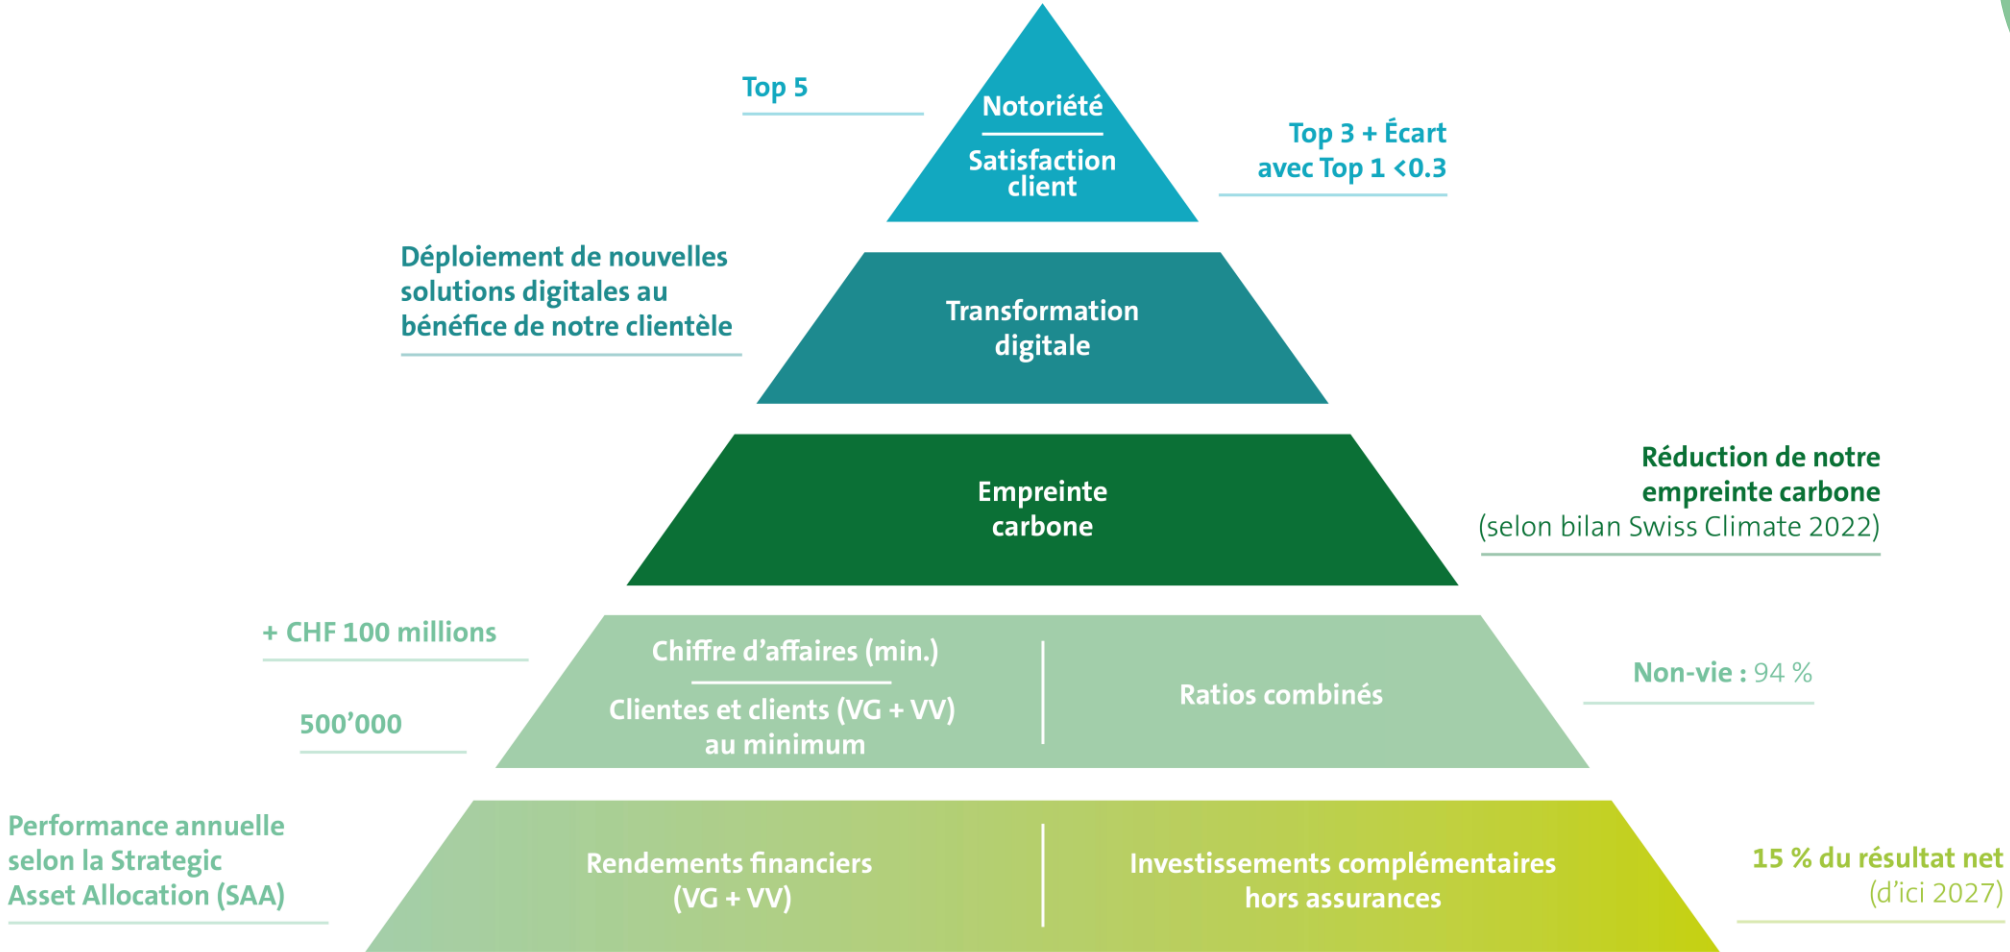 Top 5
Notoriété
Satisfaction
client
Top 3 + Écart
avec Top 1 <0.3
Déploiement de nouvelles
solutions digitales au
bénéfice de notre clientèle
Transformation
digitale
Empreinte
carbone
Réduction de notre
empreinte carbone
(selon bilan Swiss Climate 2022)
+ CHF 100 millions
500’000
Chiffre d’affaires (min.)
Clientes et clients (VG + VV)
au minimum
Ratios combinés
Non-vie : 94 %
Performance annuelle
selon la Strategic
Asset Allocation (SAA)
Rendements financiers
(VG + VV)
Investissements complémentaires
hors assurances
15 % du résultat net
(d’ici 2027)